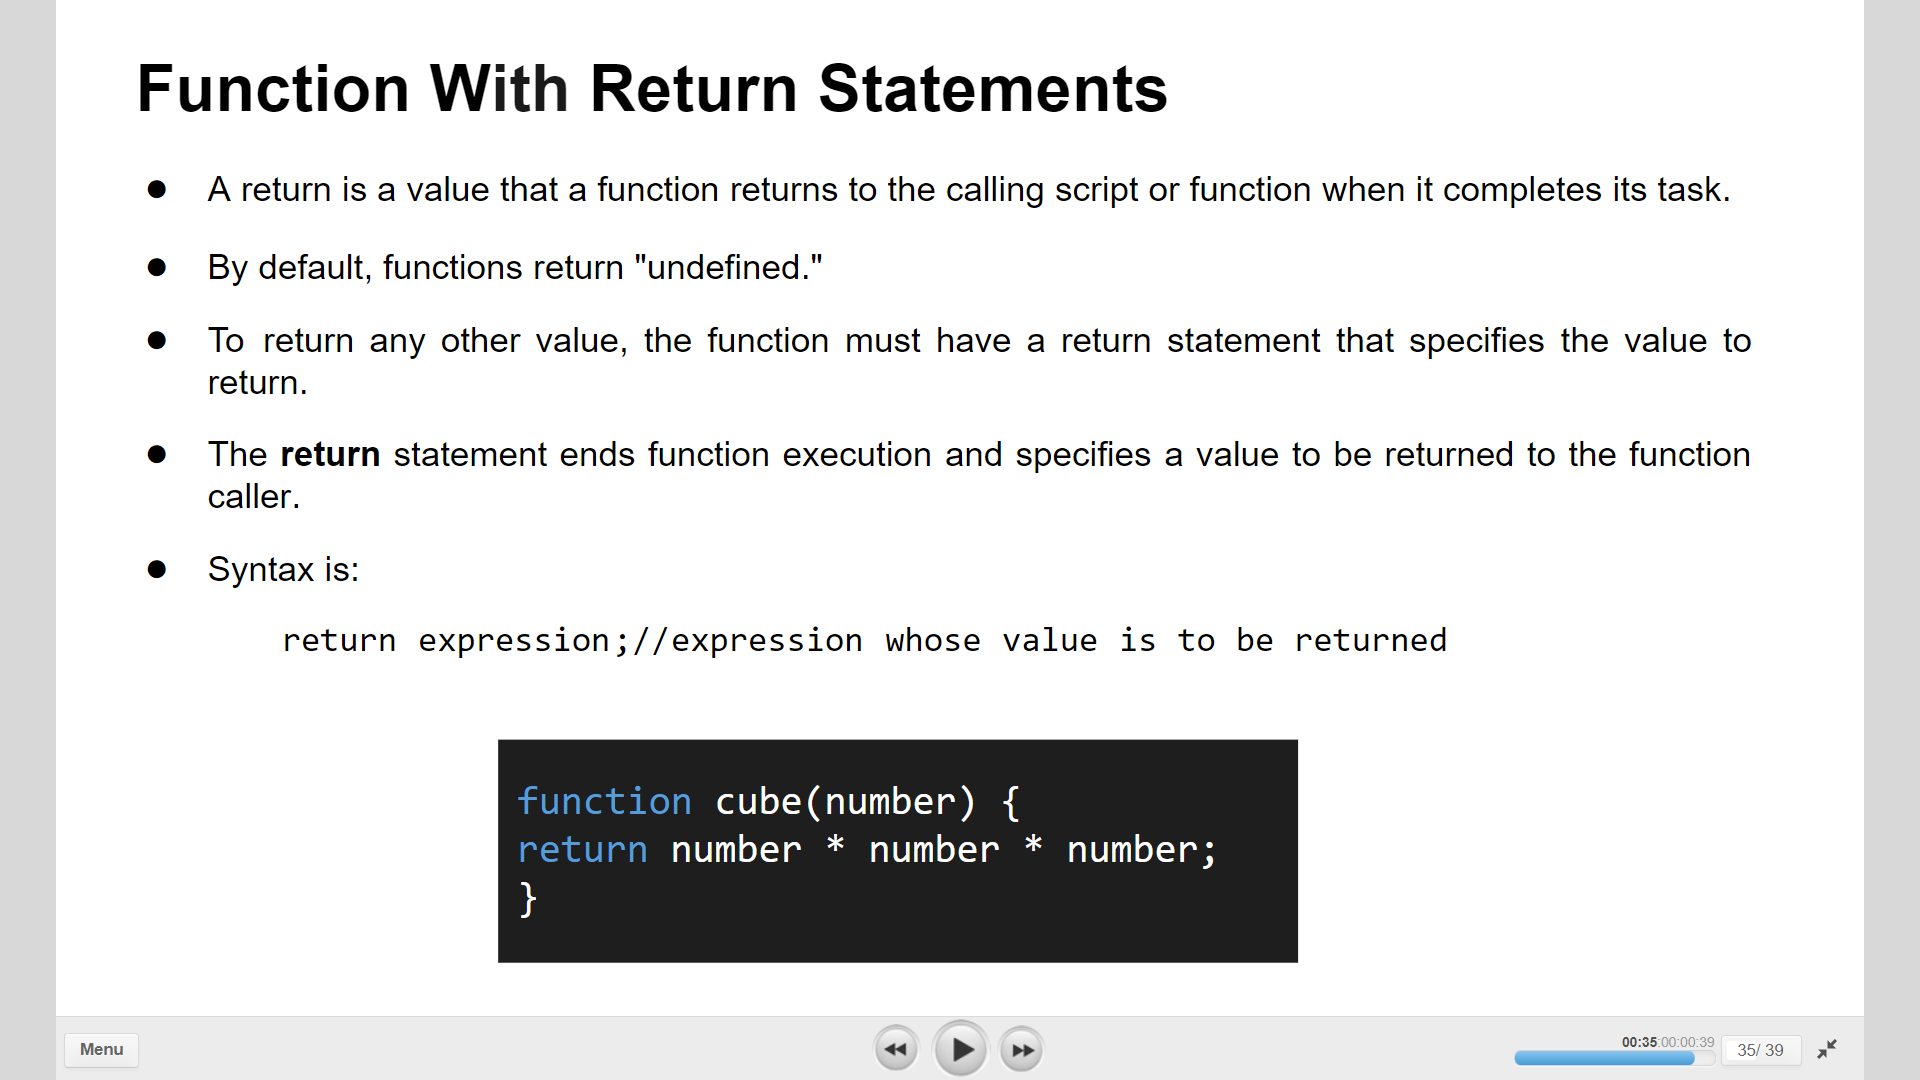 Function With Return Statements
● A return is a value that a function returns to the calling script or function when it completes its task.
● By default, functions return "undefined."
● To return any other value, the function must have a return statement that specifies the value to
return.
● The return statement ends function execution and specifies a value to be returned to the function
caller.
● Syntax is:
return expression;//expression whose value is to be returned
function cube(number) {
return number * number * number;
}
Menu
00:35:00:00:39
35/ 39